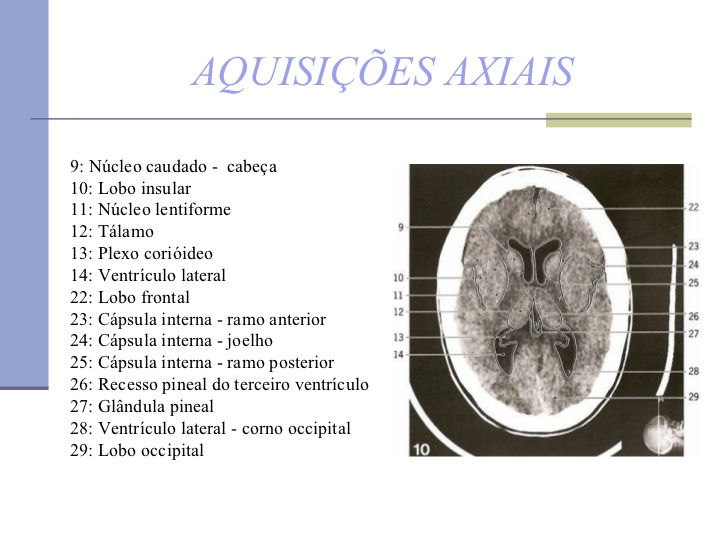 AQUISIÇÕES AXIAIS
9: Núcleo caudado - cabeça
10: Lobo insular
11: Núcleo lentiforme
12: Tálamo
13: Plexo corióideo
14: Ventrículo lateral
22: Lobo frontal
23: Cápsula interna - ramo anterior
24: Cápsula interna - joelho
25: Cápsula interna - ramo posterior
26: Recesso pineal do terceiro ventrículo
27: Glândula pineal
28: Ventrículo lateral - corno occipital
29: Lobo occipital
9
10
11
12
13
14
22
23
24
25
26
27
28
29
10